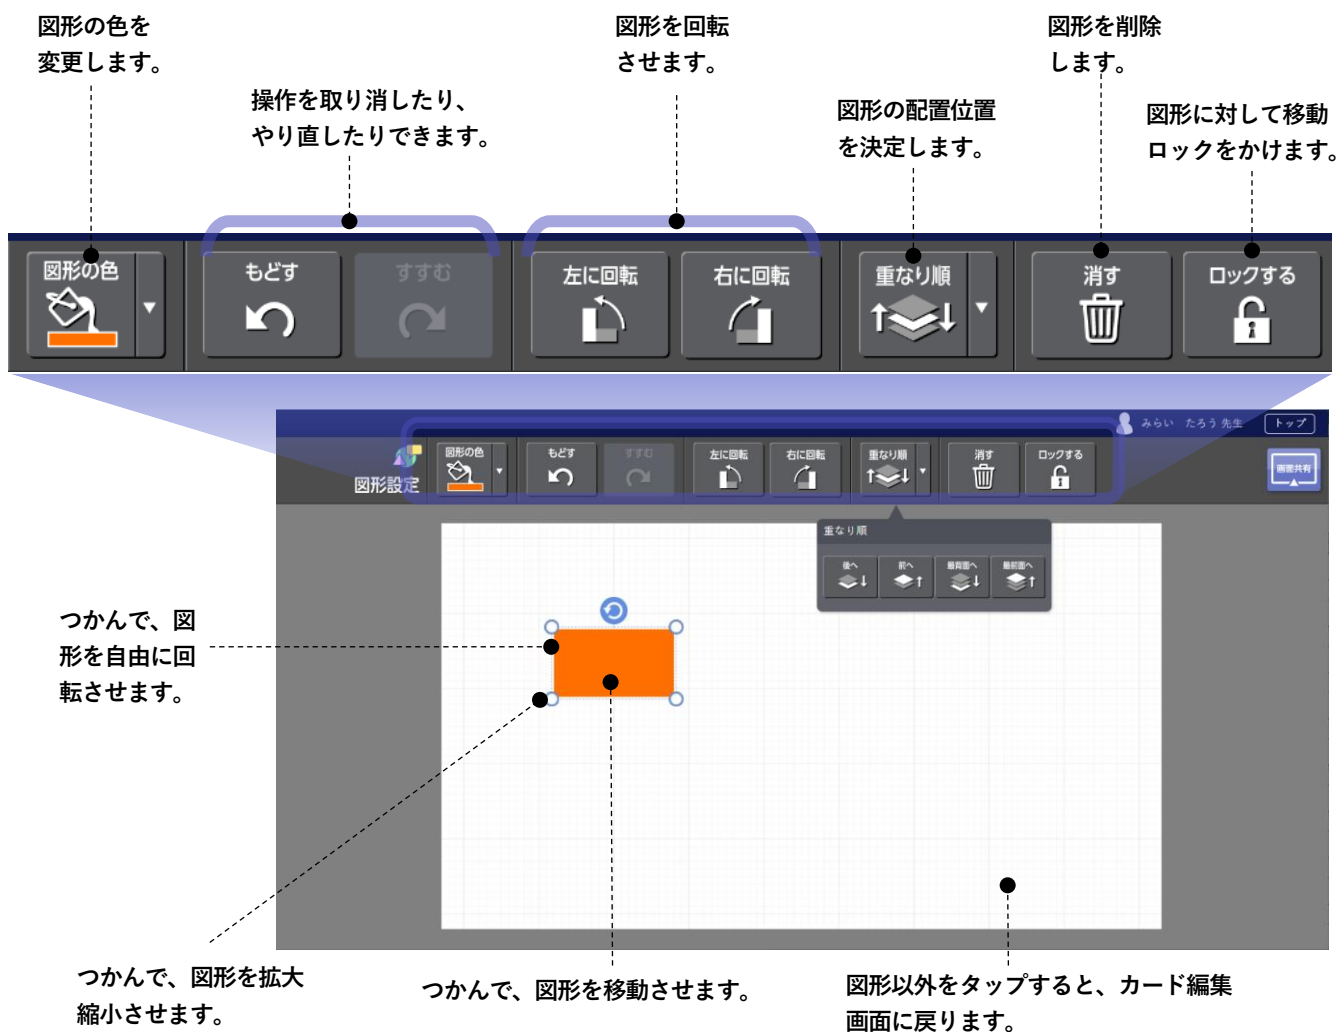 図形の色を
変更します。
操作を取り消したり、
やり直したりできます。
図形を回転
させます。
図形の配置位置
を決定します。
図形を削除
します。
図形に対して移動
ロックをかけます。
図形の色
もどす
すすむ
左に回転
右に回転
重なり順
消す
ロックする
みらい たろう 先生
トップ
図形設定
図形の色
もどす
すすむ
左に回転
右に回転
重なり順
消す
ロックする
画面共有
重なり順
後へ
前へ
最背面へ
最前面へ
つかんで、図
形を自由に回
転させます。
つかんで、図形を拡大
縮小させます。
つかんで、図形を移動させます。
図形以外をタップすると、カード編集
画面に戻ります。